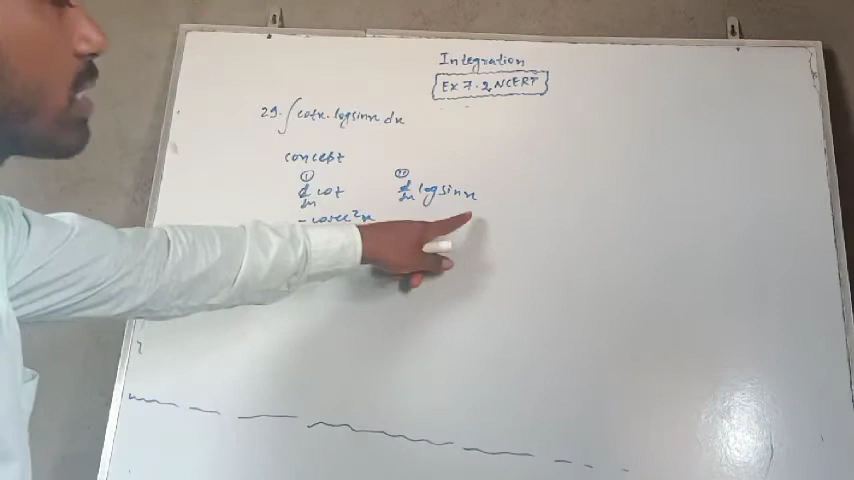 Integration
Ex 7.2 NCERT
29. ∫ cotx. logsinx dx
concept
① ②
d/dx cot d/dx logsinx
- cosec²x